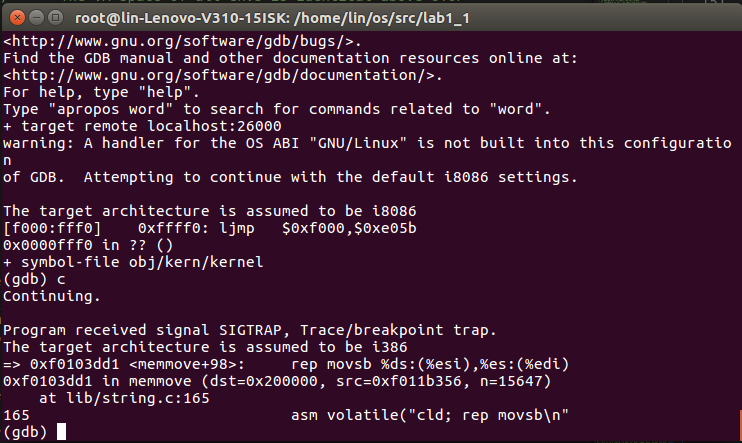 root@lin-Lenovo-V310-15ISK: /home/lin/os/src/lab1_1
<http://www.gnu.org/software/gdb/bugs/>.
Find the GDB manual and other documentation resources online at:
<http://www.gnu.org/software/gdb/documentation/>.
For help, type "help".
Type "apropos word" to search for commands related to "word".
+ target remote localhost:26000
warning: A handler for the OS ABI "GNU/Linux" is not built into this configuratio
n
of GDB.  Attempting to continue with the default i8086 settings.

The target architecture is assumed to be i8086
[f000:fff0]    0xffff0: ljmp   $0xf000,$0xe05b
0x0000fff0 in ?? ()
+ symbol-file obj/kern/kernel
(gdb) c
Continuing.

Program received signal SIGTRAP, Trace/breakpoint trap.
The target architecture is assumed to be i386
=> 0xf0103dd1 <memmove+98>:     rep movsb %ds:(%esi),%es:(%edi)
0xf0103dd1 in memmove (dst=0x200000, src=0xf011b356, n=15647)
    at lib/string.c:165
165                             asm volatile("cld; rep movsb\n"
(gdb)